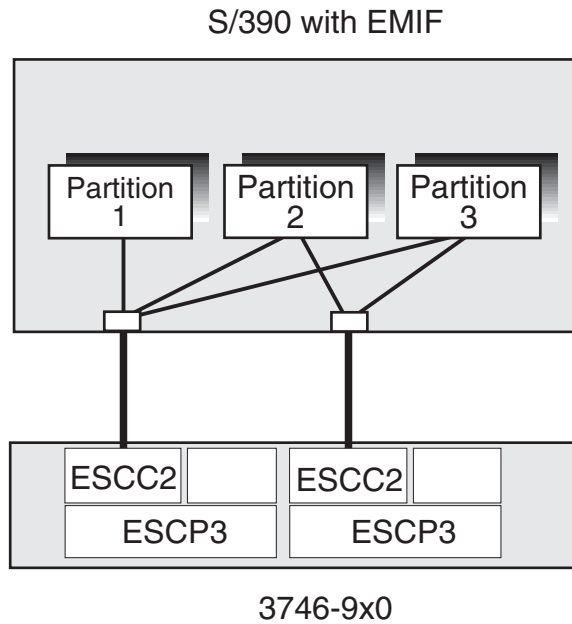 S/390 with EMIF
Partition
1
Partition
2
Partition
3
ESCC2
ESCC2
ESCP3
ESCP3
3746-9x0